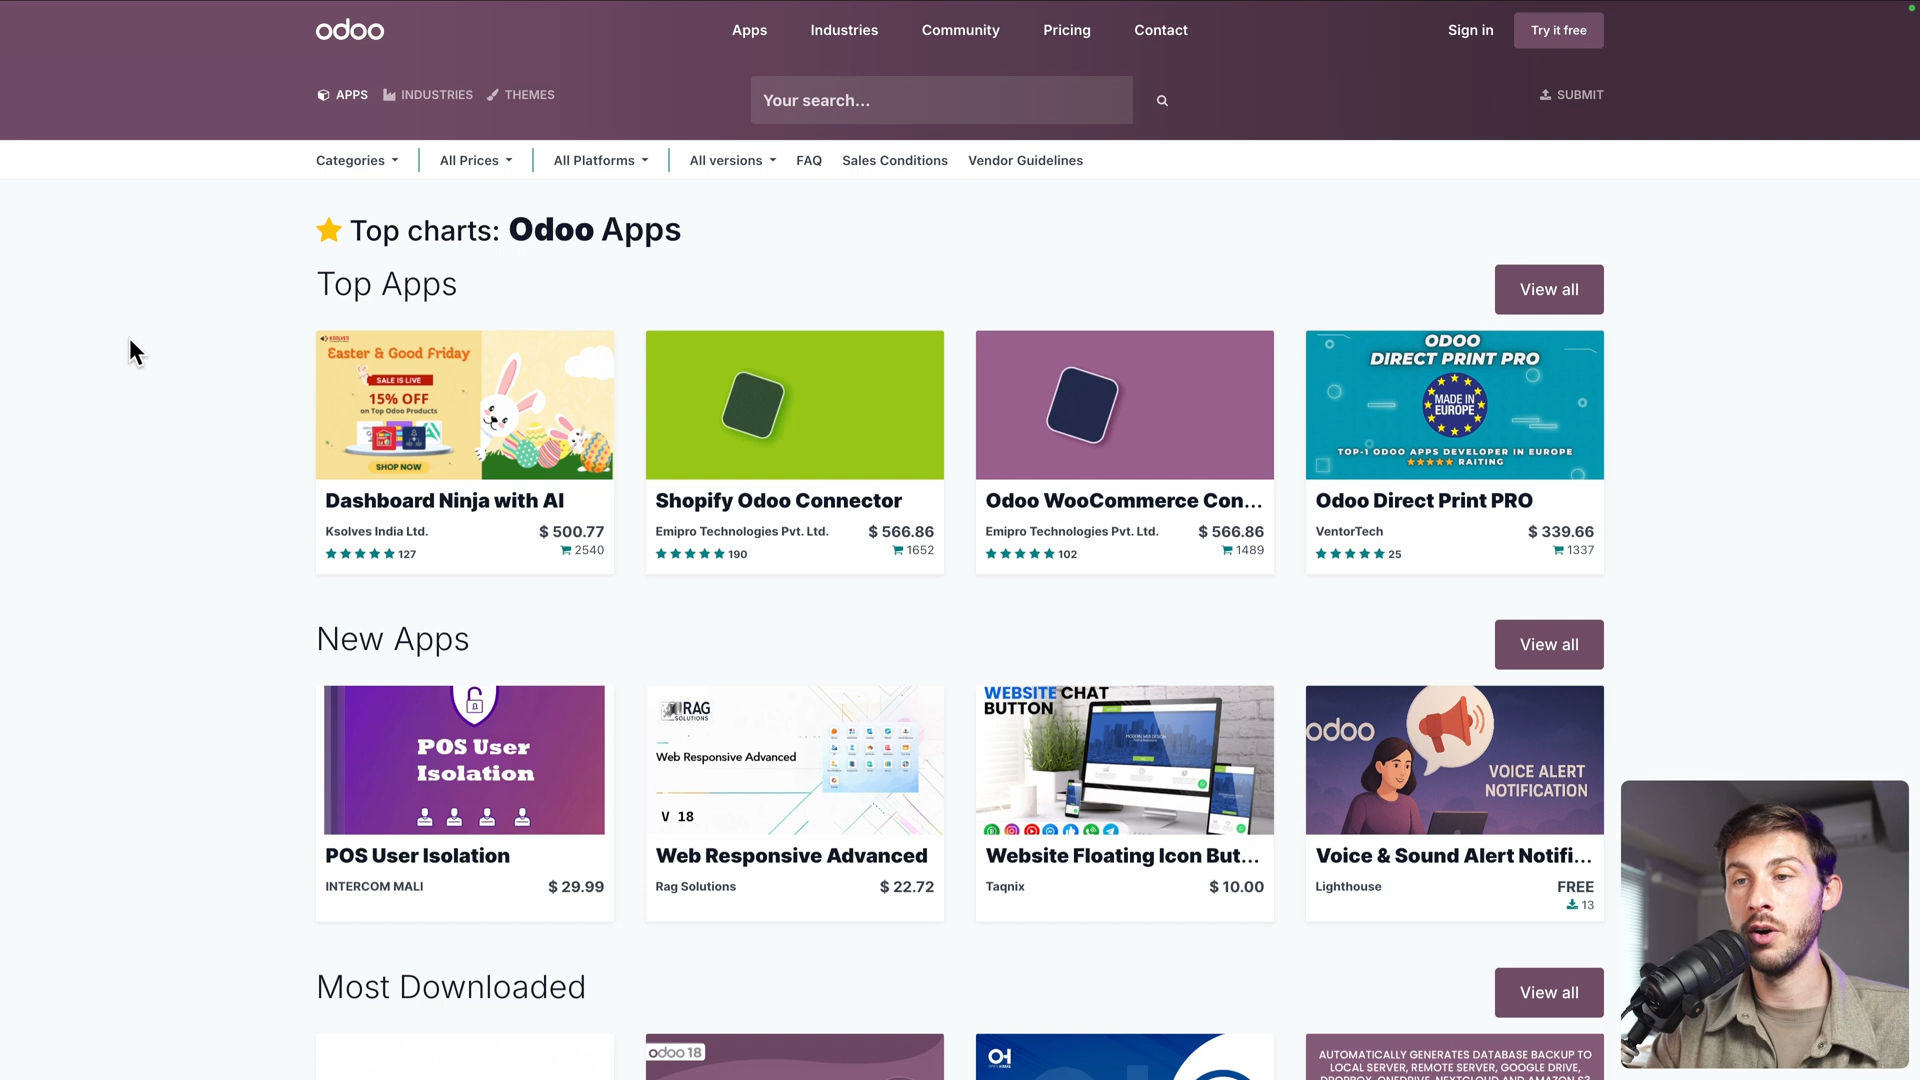 odoo
Apps Industries Community Pricing Contact
Sign in
Try it free
APPS INDUSTRIES THEMES
Your search...
SUBMIT
Categories All Prices All Platforms All versions FAQ Sales Conditions Vendor Guidelines
Top charts: Odoo Apps
Top Apps
View all
KSOLVES
Easter & Good Friday
SALE IS LIVE
15% OFF
on Top Odoo Products
SHOP NOW
Dashboard Ninja with AI
Ksolves India Ltd. $ 500.77
127 2540
Shopify Odoo Connector
Emipro Technologies Pvt. Ltd. $ 566.86
190 1652
Odoo WooCommerce Con...
Emipro Technologies Pvt. Ltd. $ 566.86
102 1489
ODOO
DIRECT PRINT PRO
MADE IN
EUROPE
TOP-1 ODOO APPS DEVELOPER IN EUROPE
RAITING
Odoo Direct Print PRO
VentorTech $ 339.66
25 1337
New Apps
View all
POS User
Isolation
POS User Isolation
INTERCOM MALI $ 29.99
RAG
SOLUTIONS
Web Responsive Advanced
V 18
Web Responsive Advanced
Rag Solutions $ 22.72
WEBSITE CHAT
BUTTON
Website Floating Icon But...
Taqnix $ 10.00
odoo
VOICE ALERT
NOTIFICATION
Voice & Sound Alert Notifi...
Lighthouse FREE
13
Most Downloaded
View all
odoo 18
AUTOMATICALLY GENERATES DATABASE BACKUP TO
LOCAL SERVER, REMOTE SERVER, GOOGLE DRIVE,
DROPBOX, ONEDRIVE, NEXTCLOUD AND AMAZON S3